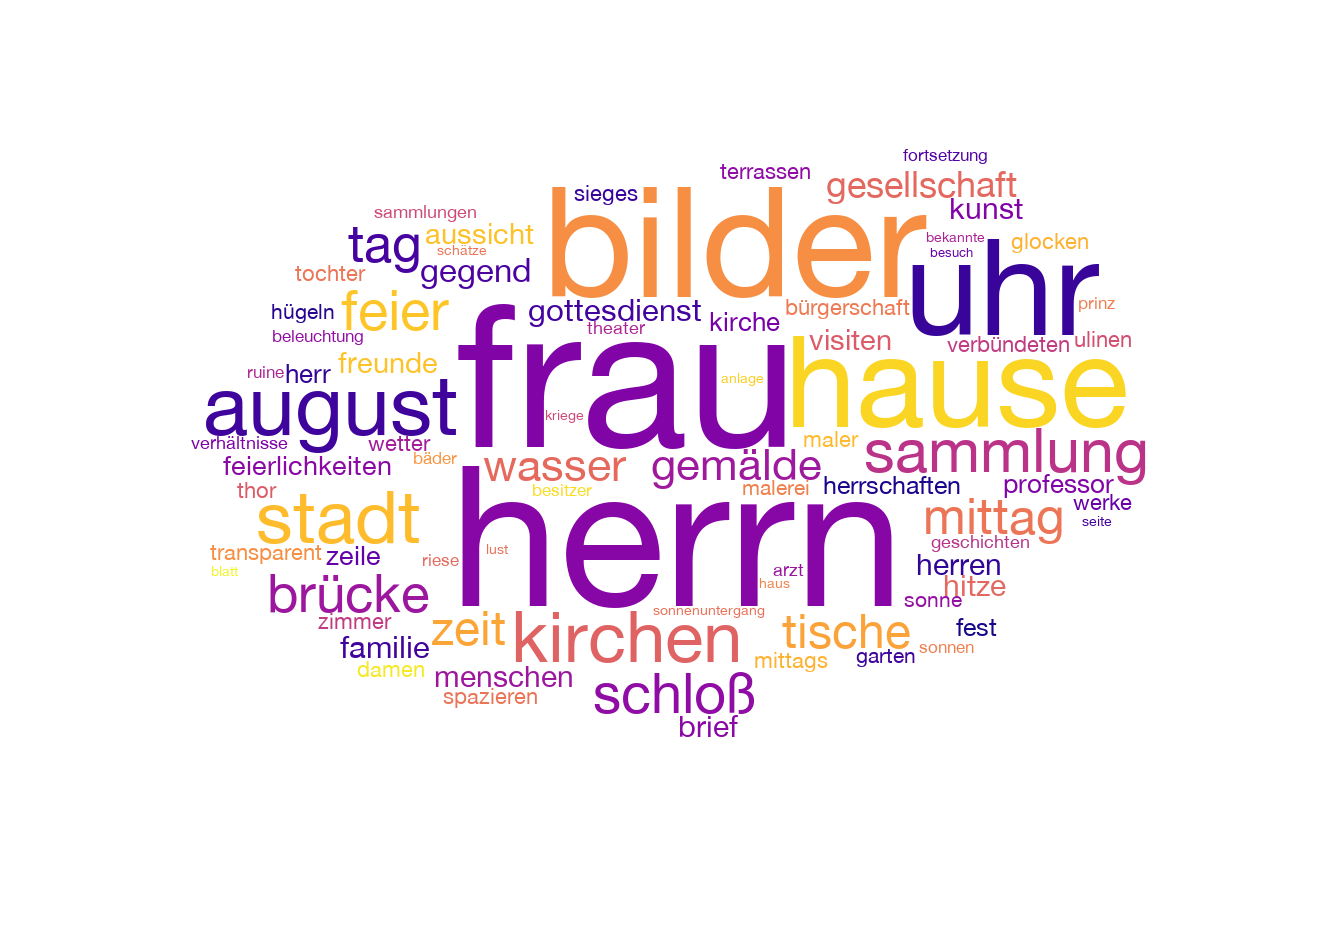 fortsetzung
terrassen
gesellschaft
sieges
kunst
sammlungen
bilder
tag
aussicht
bekannte
glocken
schätze
besuch
uhr
tochter
gegend
hügeln
feier
gottesdienst
bürgerschaft
prinz
beleuchtung
theater
kirche
visiten
verbündeten
ulinen
ruine
herr
freunde
frau
anlage
hause
august
kriege
verhältnisse
wetter
maler
sammlung
feierlichkeiten
bäder
wasser
gemälde
thor
besitzer
malerei
herrschaften
professor
werke
stadt
herrn
mittag
seite
transparent
zeile
riese
lust
geschichten
blatt
arzt
herren
brücke
haus
hitze
zimmer
sonnenuntergang
sonne
familie
zeit
kirchen
tische
fest
damen
menschen
mittags
garten
sonnen
spazieren
schloß
brief